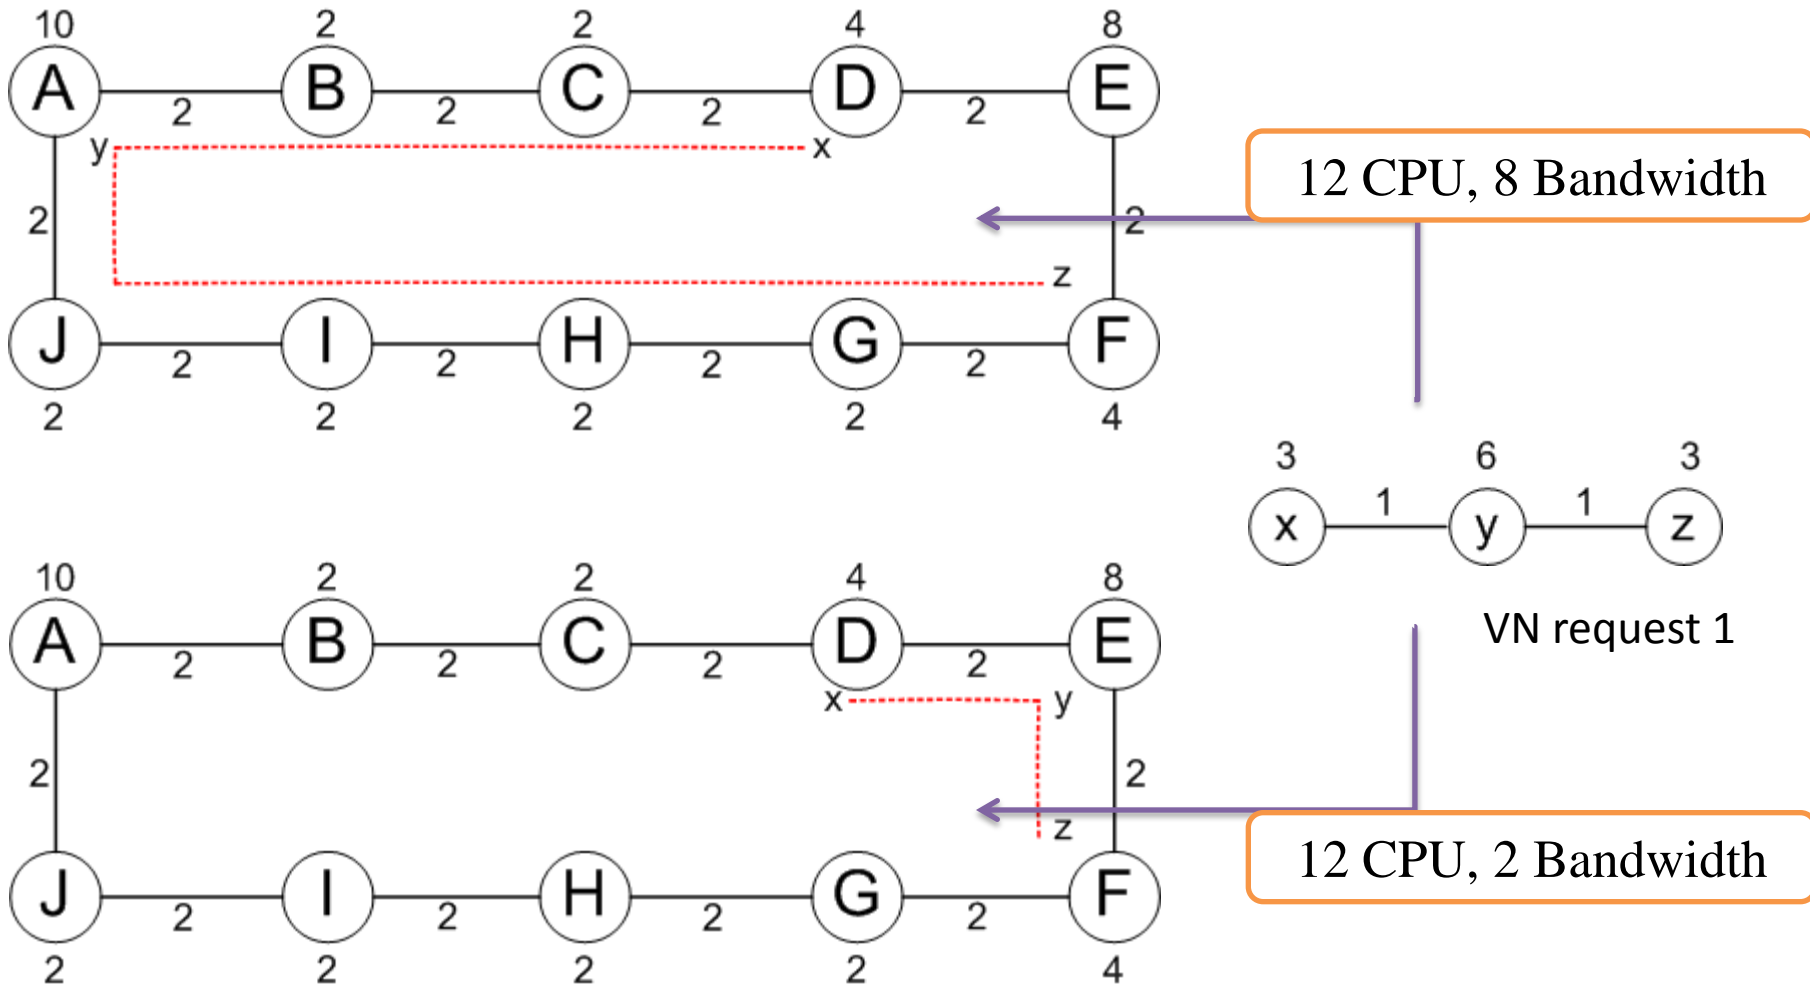 10 2 2 4 8
A B C D E
2 2 2 2
y x
12 CPU, 8 Bandwidth
2 2
z
J I H G F
2 2 2 2
2 2 2 2 4
3 6 3
1 1
x y z
VN request 1
10 2 2 4 8
A B C D E
2 2 2 2
x y
2 2
z
12 CPU, 2 Bandwidth
J I H G F
2 2 2 2
2 2 2 2 4